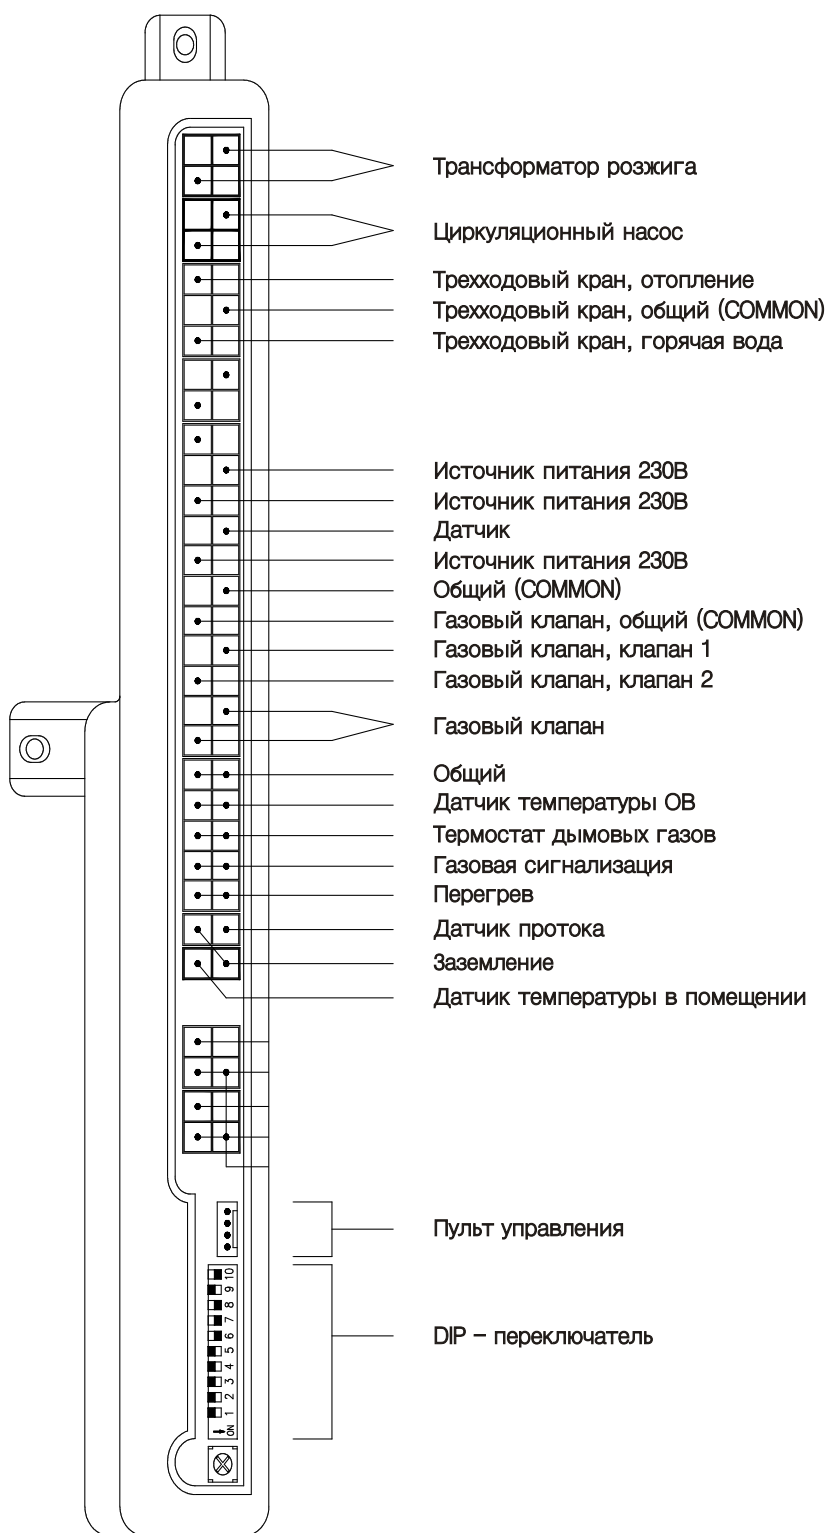 Трансформатор розжига
Циркуляционный насос
Трехходовый кран, отопление
Трехходовый кран, общий (COMMON)
Трехходовый кран, горячая вода
Источник питания 230В
Источник питания 230В
Датчик
Источник питания 230В
Общий (COMMON)
Газовый клапан, общий (COMMON)
Газовый клапан, клапан 1
Газовый клапан, клапан 2
Газовый клапан
Общий
Датчик температуры ОВ
Термостат дымовых газов
Газовая сигнализация
Перегрев
Датчик протока
Заземление
Датчик температуры в помещении
Пульт управления
10
9
8
7
6
5
4
3
2
1
ON
DIP – переключатель